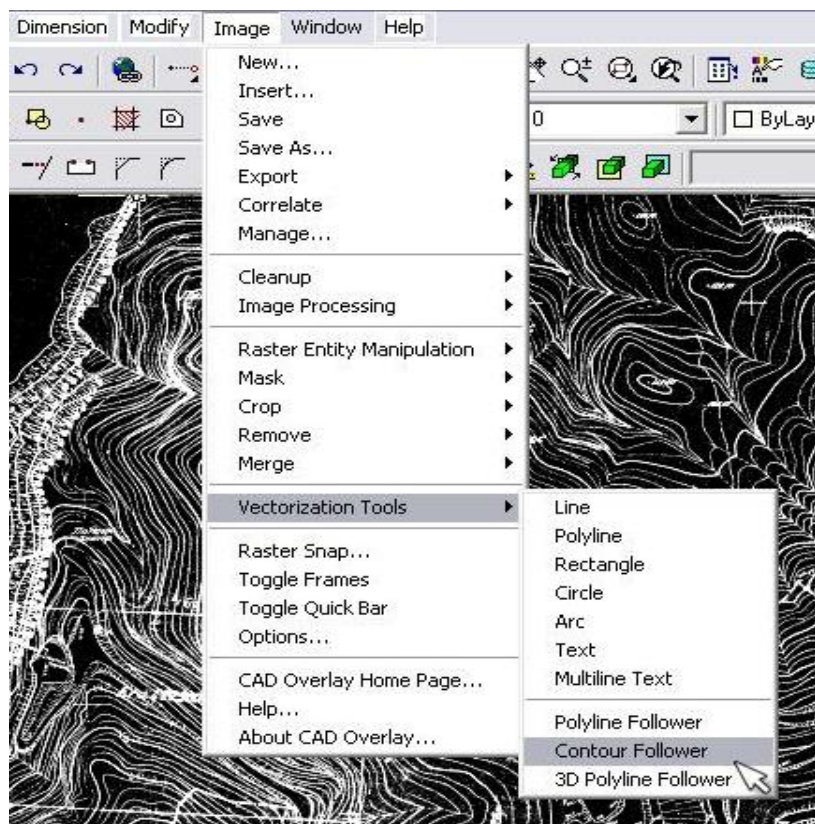 Dimension Modify Image Window Help
0
ByLay
New...
Insert...
Save
Save As...
Export
Correlate
Manage...
Cleanup
Image Processing
Raster Entity Manipulation
Mask
Crop
Remove
Merge
Vectorization Tools
Raster Snap...
Toggle Frames
Toggle Quick Bar
Options...
CAD Overlay Home Page...
Help...
About CAD Overlay...
Line
Polyline
Rectangle
Circle
Arc
Text
Multiline Text
Polyline Follower
Contour Follower
3D Polyline Follower